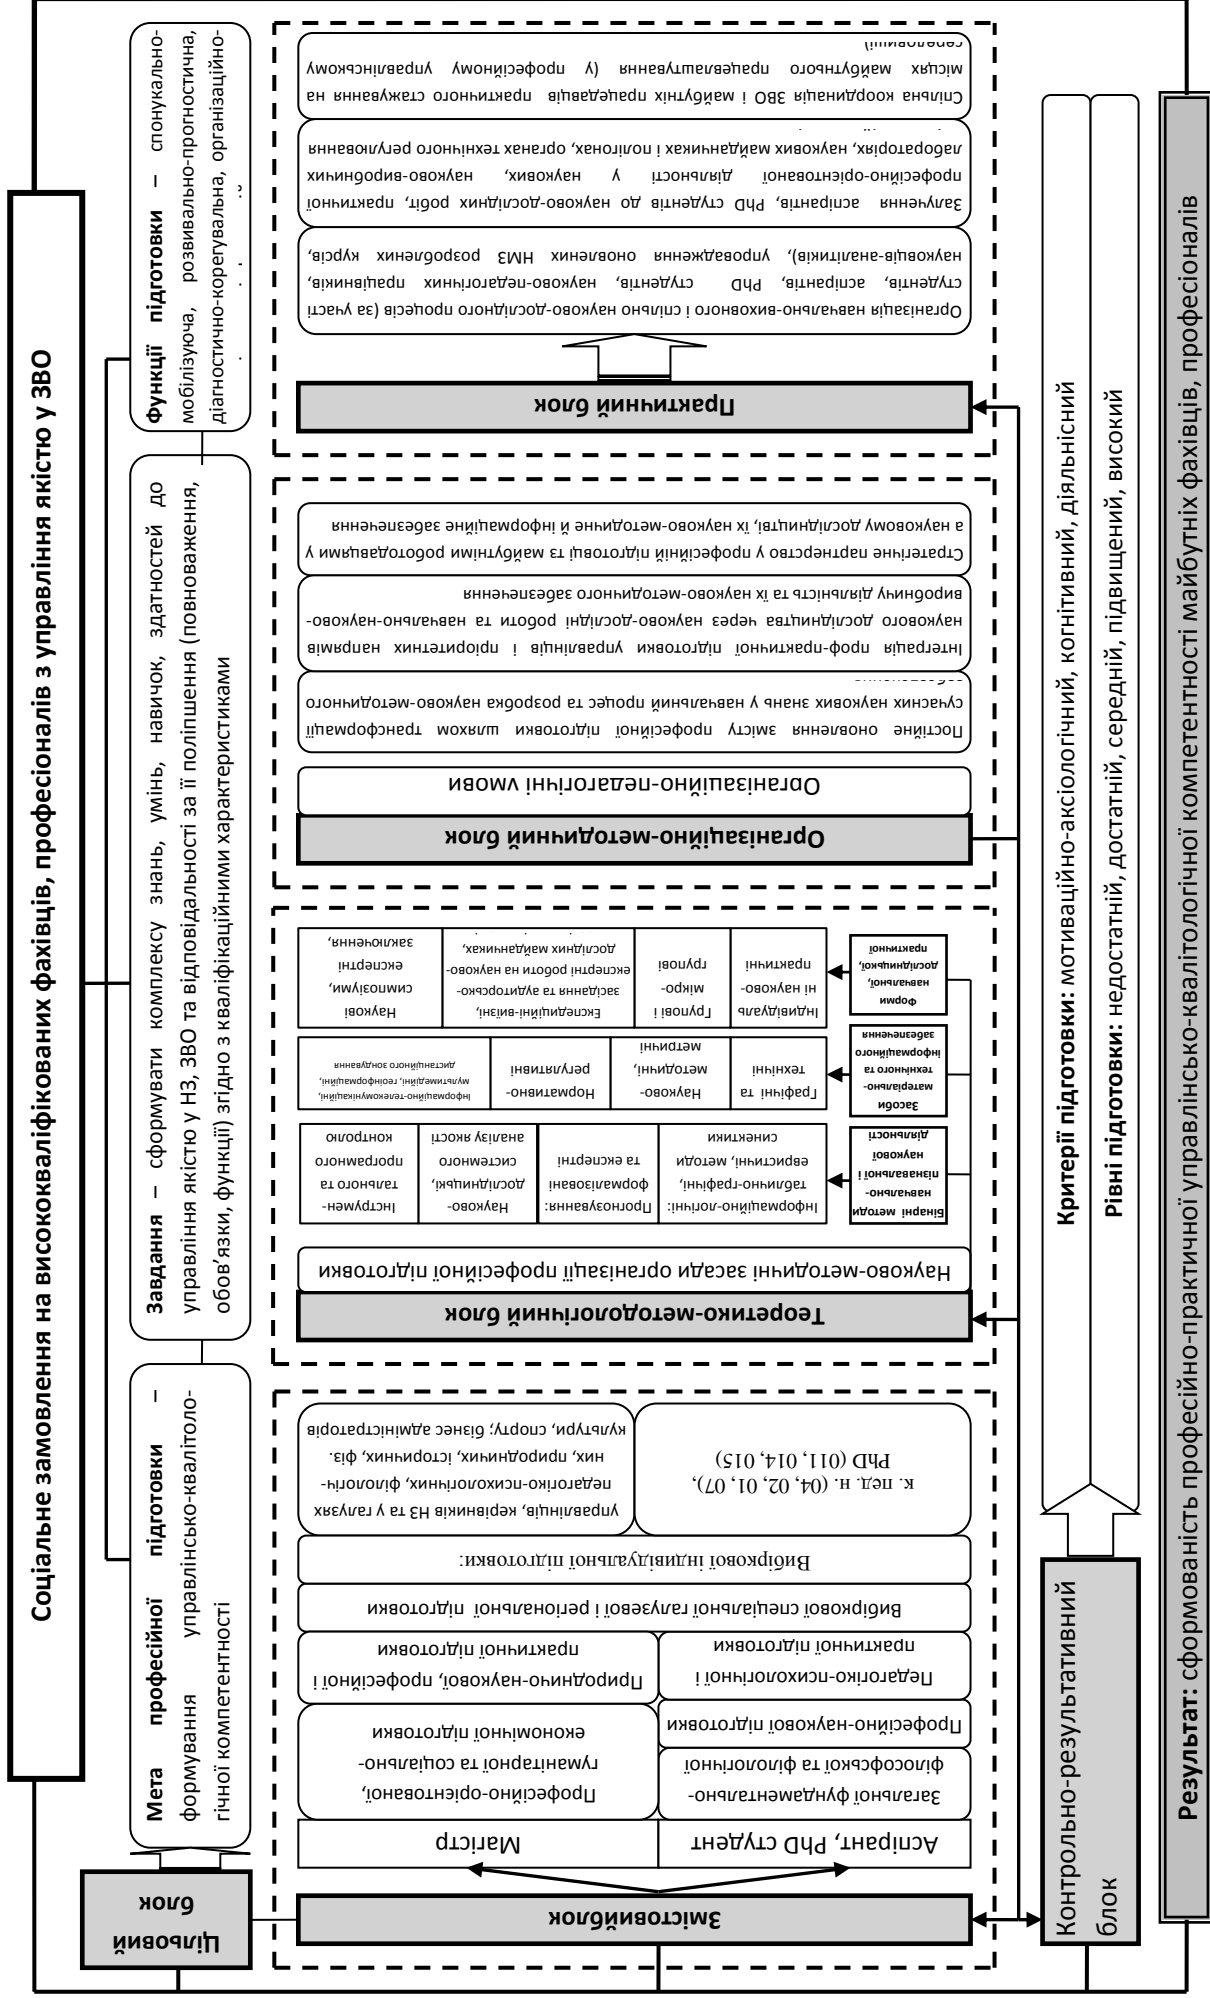 Соціальне замовлення на висококваліфікованих фахівців, професіоналів з управління якістю у ЗВО
Цільовий
блок
Мета професійної підготовки –
формування управлінсько-квалітоло-
гічної компетентності
Завдання – сформувати комплексу знань, умінь, навичок, здатностей до
управління якістю у НЗ, ЗВО та відповідальності за її поліпшення (повноваження,
обов’язки, функції) згідно з кваліфікаційними характеристиками
Функції підготовки – спонукально-
мобілізуюча, розвивально-прогностична,
діагностично-корегувальна, організаційно-
Змістовийблок
Магістр
Аспірант, PhD студент
Професійно-орієнтованої,
гуманітарної та соціально-
економічної підготовки
Загальної фундаментально-
філософської та філологічної
Професійно-наукової підготовки
Природничо-наукової, професійної і
практичної підготовки
Педагогіко-психологічної і
практичної підготовки
Вибіркової спеціальної галузевої і регіональної підготовки
Вибіркової індивідуальної підготовки:
управлінців, керівників НЗ та у галузях
педагогіко-психологічних, філологіч-
них, природничих, історичних, фіз.
культури, спорту; бізнес адміністраторів
к. пед. н. (04, 02, 01, 07),
PhD (011, 014, 015)
Теоретико-методологічний блок
Науково-методичні засади організації професійної підготовки
Бінарні методи
навчально-
пізнавальної і
наукової
діяльності
Інформаційно-логічні:
таблично-графічні,
евристичні, методи
синектики
Прогнозування:
формалізовані
та експертні
Науково-
дослідницькі,
системного
аналізу якості
Інструмен-
тального та
програмного
контролю
Засоби
матеріально-
технічного та
інформаційного
забезпечення
Графічні та
технічні
Науково-
методичні,
метричні
Нормативно-
регулятивні
Інформаційно-телекомунікаційні,
мультимедійні, геоінформаційні,
дистанційного зондування
Форми
навчальної,
дослідницької,
практичної
Індивідуаль
ні науково-
практичні
Групові і
мікро-
групові
Експедиційні-виїзні,
засідання та аудиторсько-
експертні роботи на науково-
дослідних майданчиках,
Наукові
симпозіуми,
експертні
заключення,
Організаційно-методичний блок
Організаційно-педагогічні умови
Постійне оновлення змісту професійної підготовки шляхом трансформації
сучасних наукових знань у навчальний процес та розробка науково-методичного
Інтеграція проф-практичної підготовки управлінців і пріоритетних напрямів
наукового дослідництва через науково-дослідні роботи та навчально-науково-
виробничу діяльність та їх науково-методичного забезпечення
Стратегічне партнерство у професійній підготовці тз майбутніми роботодавцями у
а науковому дослідництві, їх науково-методичне й інформаційне забезпечення
Практичний блок
Організація навчально-виховного і спільно науково-дослідного процесів (за участі
студентів, аспірантів, PhD студентів, науково-педагогічних працівників,
науковців-аналітиків), упровадження оновлених НМЗ розроблених курсів,
Залучення аспірантів, PhD студентів до науково-дослідних робіт, практичної
професійно-орієнтованої діяльності у наукових, науково-виробничих
лабораторіях, наукових майданчиках і полігонах, органах технічного регулювання
Спільна координація ЗВО і майбутніх працедавців практичного стажування на
місцях майбутнього працевлаштування (у професійному управлінському
середовищі)
Контрольно-результативний
блок
Критерії підготовки: мотиваційно-аксіологічний, когнітивний, діяльнісний
Рівні підготовки: недостатній, достатній, середній, підвищений, високий
Результат: сформованість професійно-практичної управлінсько-квалітологічної компетентності майбутніх фахівців, професіоналів